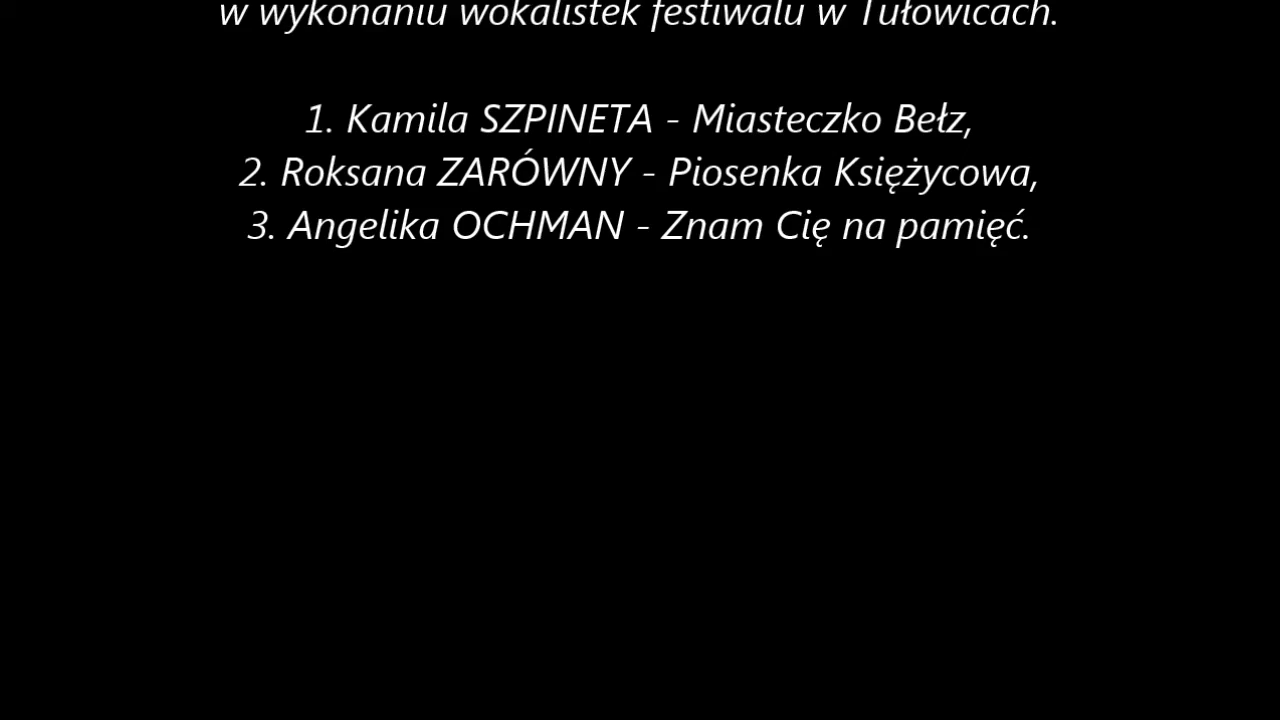 w wykonaniu wokalistek festiwalu w Tułowicach.
1. Kamila SZPINETA - Miasteczko Bełz,
2. Roksana ZARÓWNY - Piosenka Księżycowa,
3. Angelika OCHMAN - Znam Cię na pamięć.